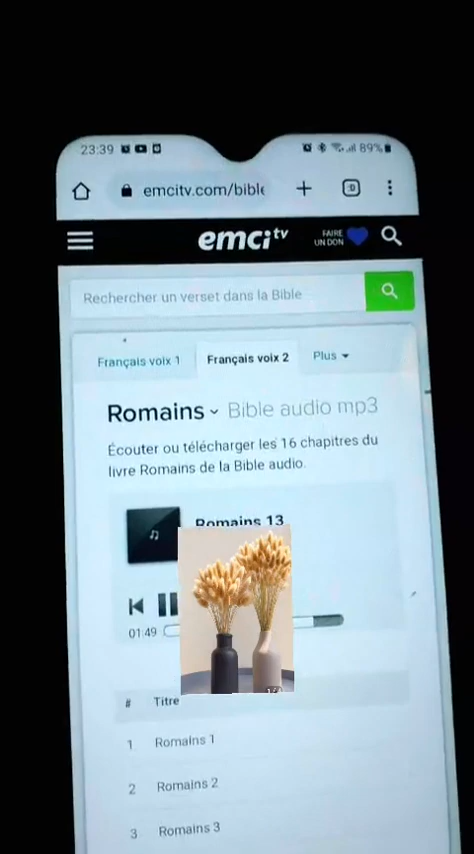 23:39
89%
emcitv.com/bible
:D
emci tv
FAIRE
UN DON
Rechercher un verset dans la Bible
Français voix 1 Français voix 2 Plus
Romains Bible audio mp3
Écouter ou télécharger les 16 chapitres du
livre Romains de la Bible audio.
Romains 13
01:49
# Titre
1 Romains 1
2 Romains 2
3 Romains 3